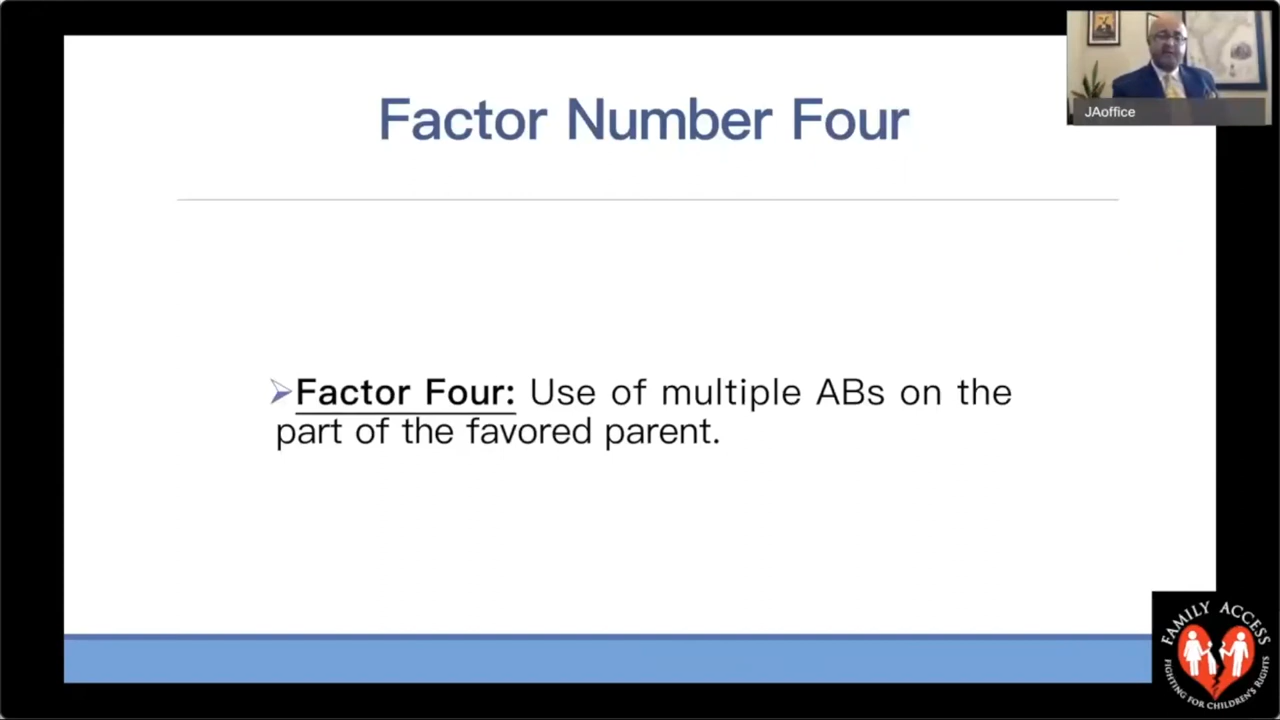 Factor Number Four
JAoffice
➢Factor Four: Use of multiple ABs on the
part of the favored parent.
FAMILY ACCESS
FIGHTING FOR CHILDREN'S RIGHTS